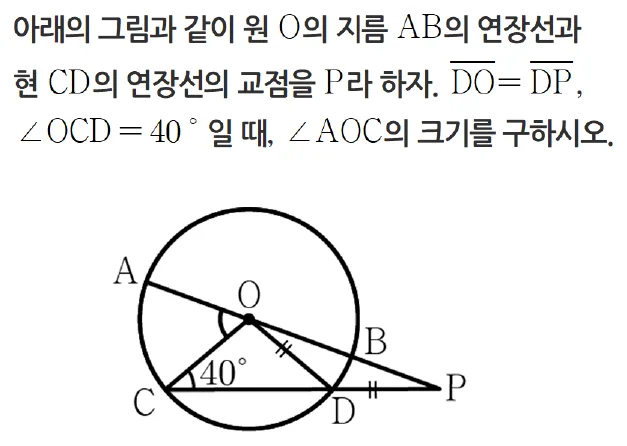 아래의 그림과 같이 원 O의 지름 AB의 연장선과
현 CD의 연장선의 교점을 P라 하자. \overline{DO}=\overline{DP},
∠OCD=40°일 때, ∠AOC의 크기를 구하시오.
A
O
B
40°
P
C
D